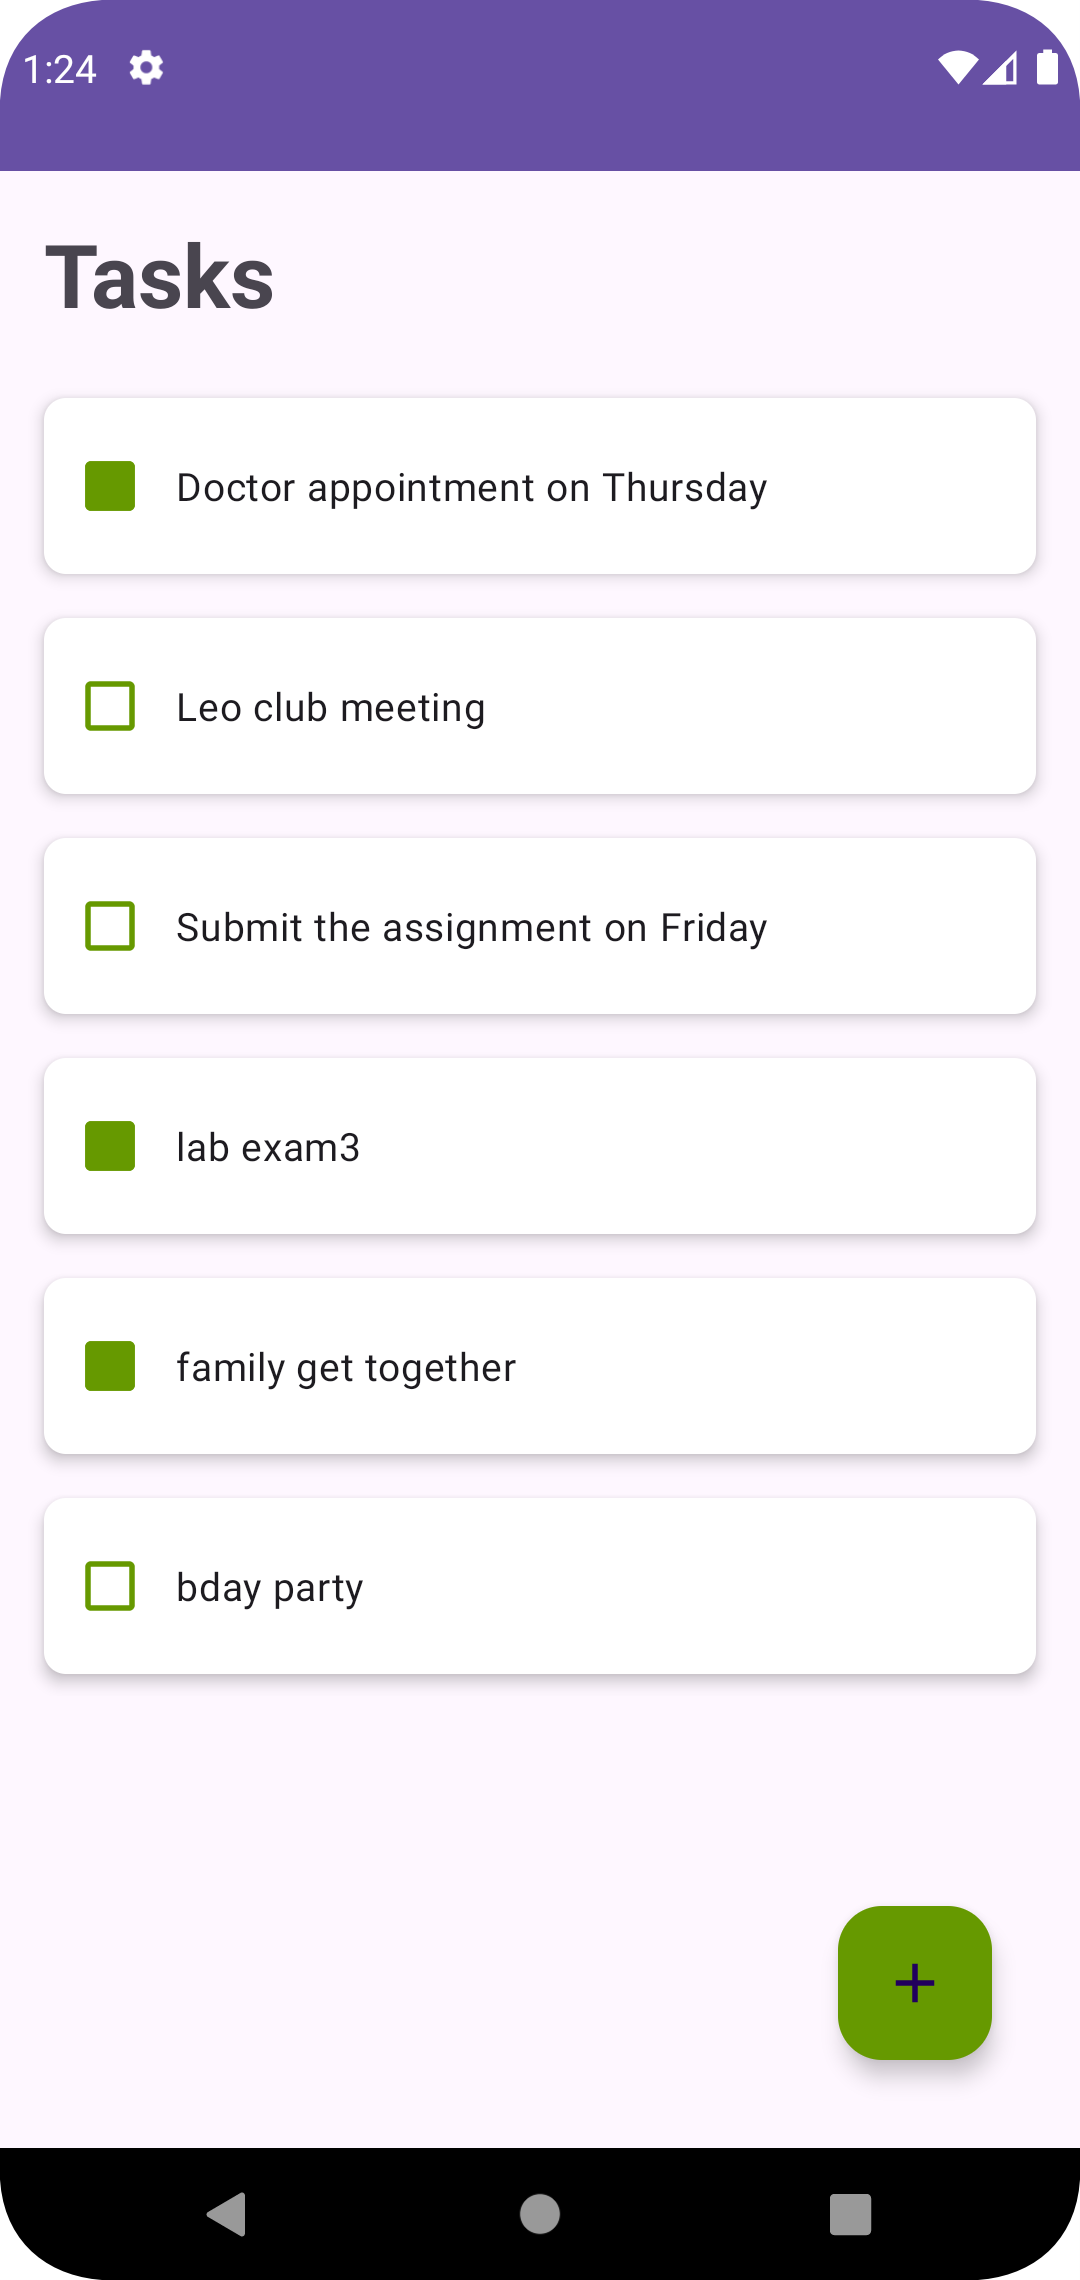 1:24
Tasks
Doctor appointment on Thursday
Leo club meeting
Submit the assignment on Friday
lab exam3
family get together
bday party
+